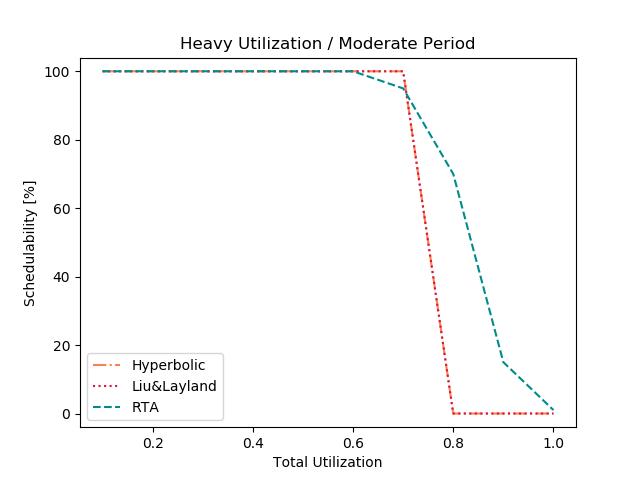 Heavy Utilization / Moderate Period
Schedulability [%]
100
80
60
40
20
0
Hyperbolic
Liu&Layland
RTA
0.2
0.4
0.6
0.8
1.0
Total Utilization